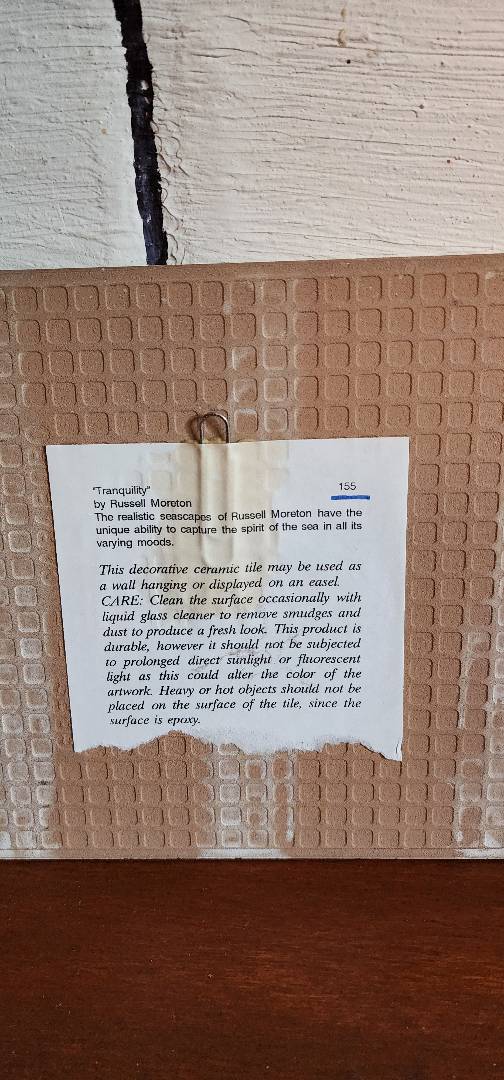 "Tranquility" 155
by Russell Moreton
The realistic seascapes of Russell Moreton have the
unique ability to capture the spirit of the sea in all its
varying moods.
This decorative ceramic tile may be used as
a wall hanging or displayed on an easel.
CARE: Clean the surface occasionally with
liquid glass cleaner to remove smudges and
dust to produce a fresh look. This product is
durable, however it should not be subjected
to prolonged direct sunlight or fluorescent
light as this could alter the color of the
artwork. Heavy or hot objects should not be
placed on the surface of the tile, since the
surface is epoxy.